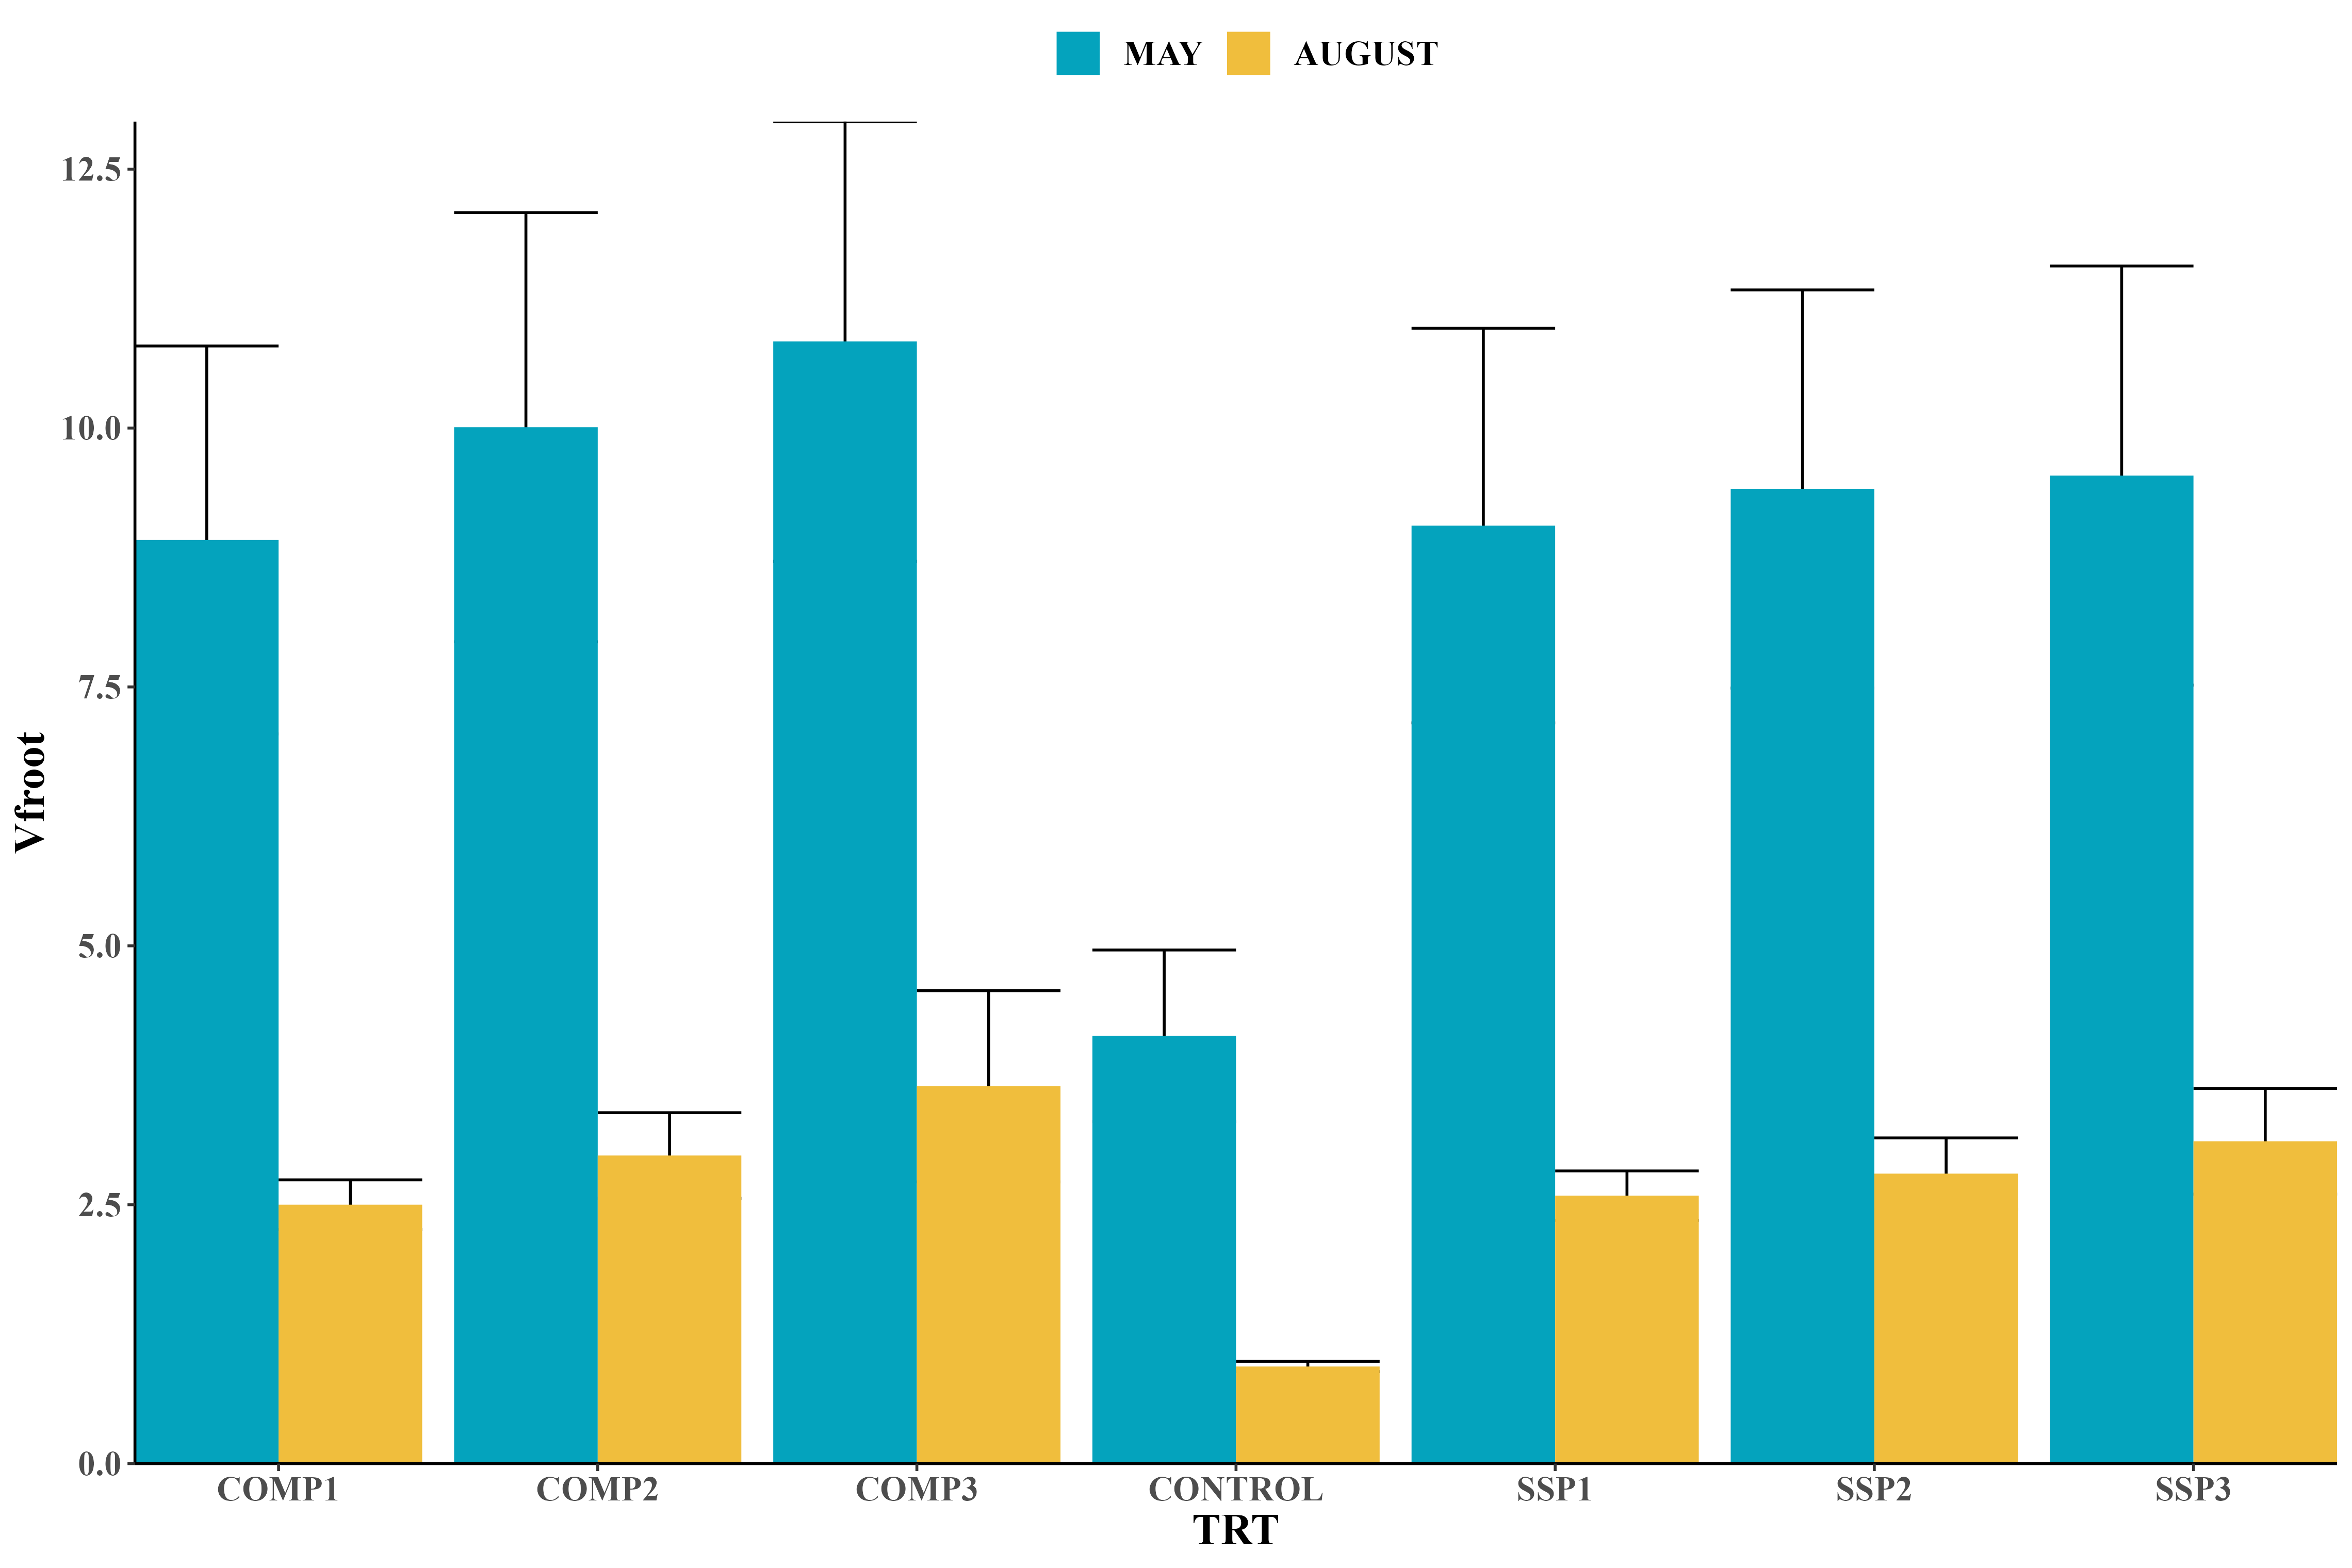 MAY AUGUST
12.5
10.0
7.5
5.0
2.5
0.0
Vfroot
COMP1 COMP2 COMP3 CONTROL SSP1 SSP2 SSP3
TRT